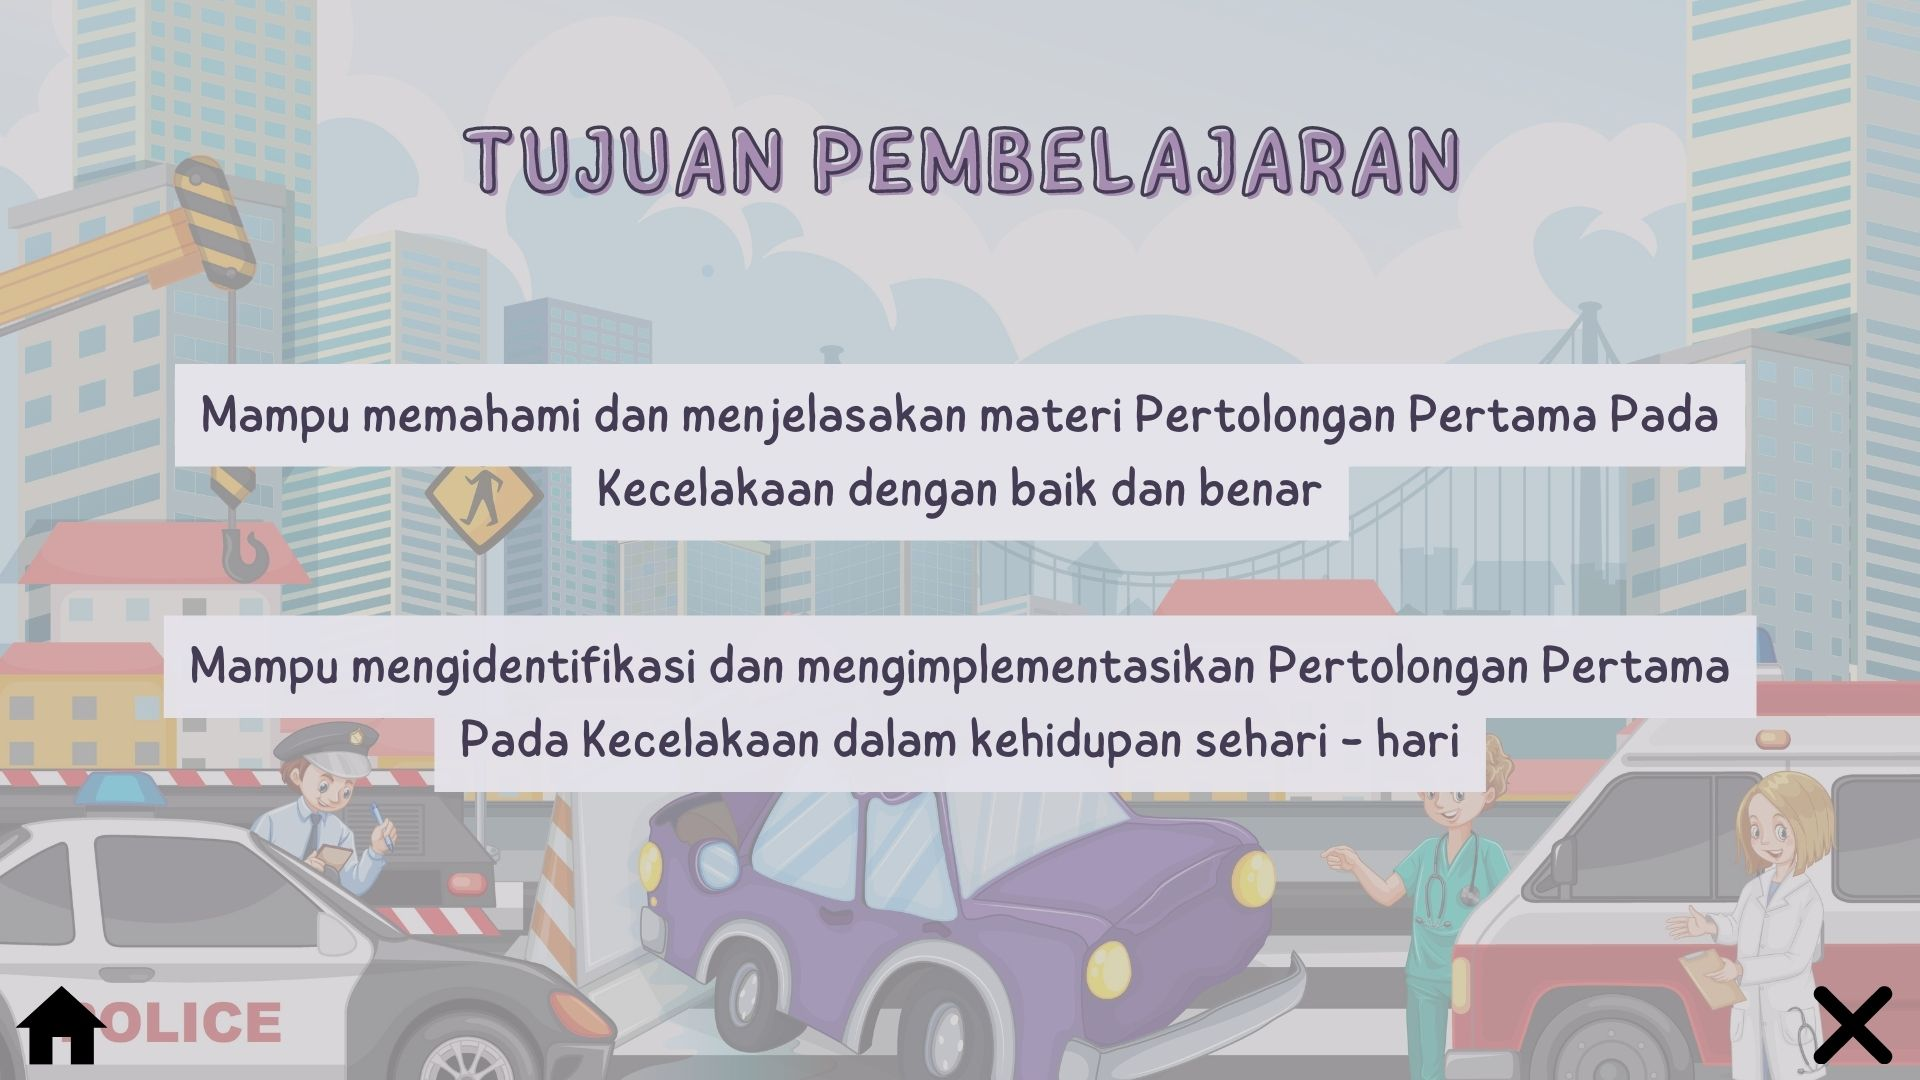 TUJUAN PEMBELAJARAN
Mampu memahami dan menjelasakan materi Pertolongan Pertama Pada
Kecelakaan dengan baik dan benar
Mampu mengidentifikasi dan mengimplementasikan Pertolongan Pertama
Pada Kecelakaan dalam kehidupan sehari - hari
POLICE